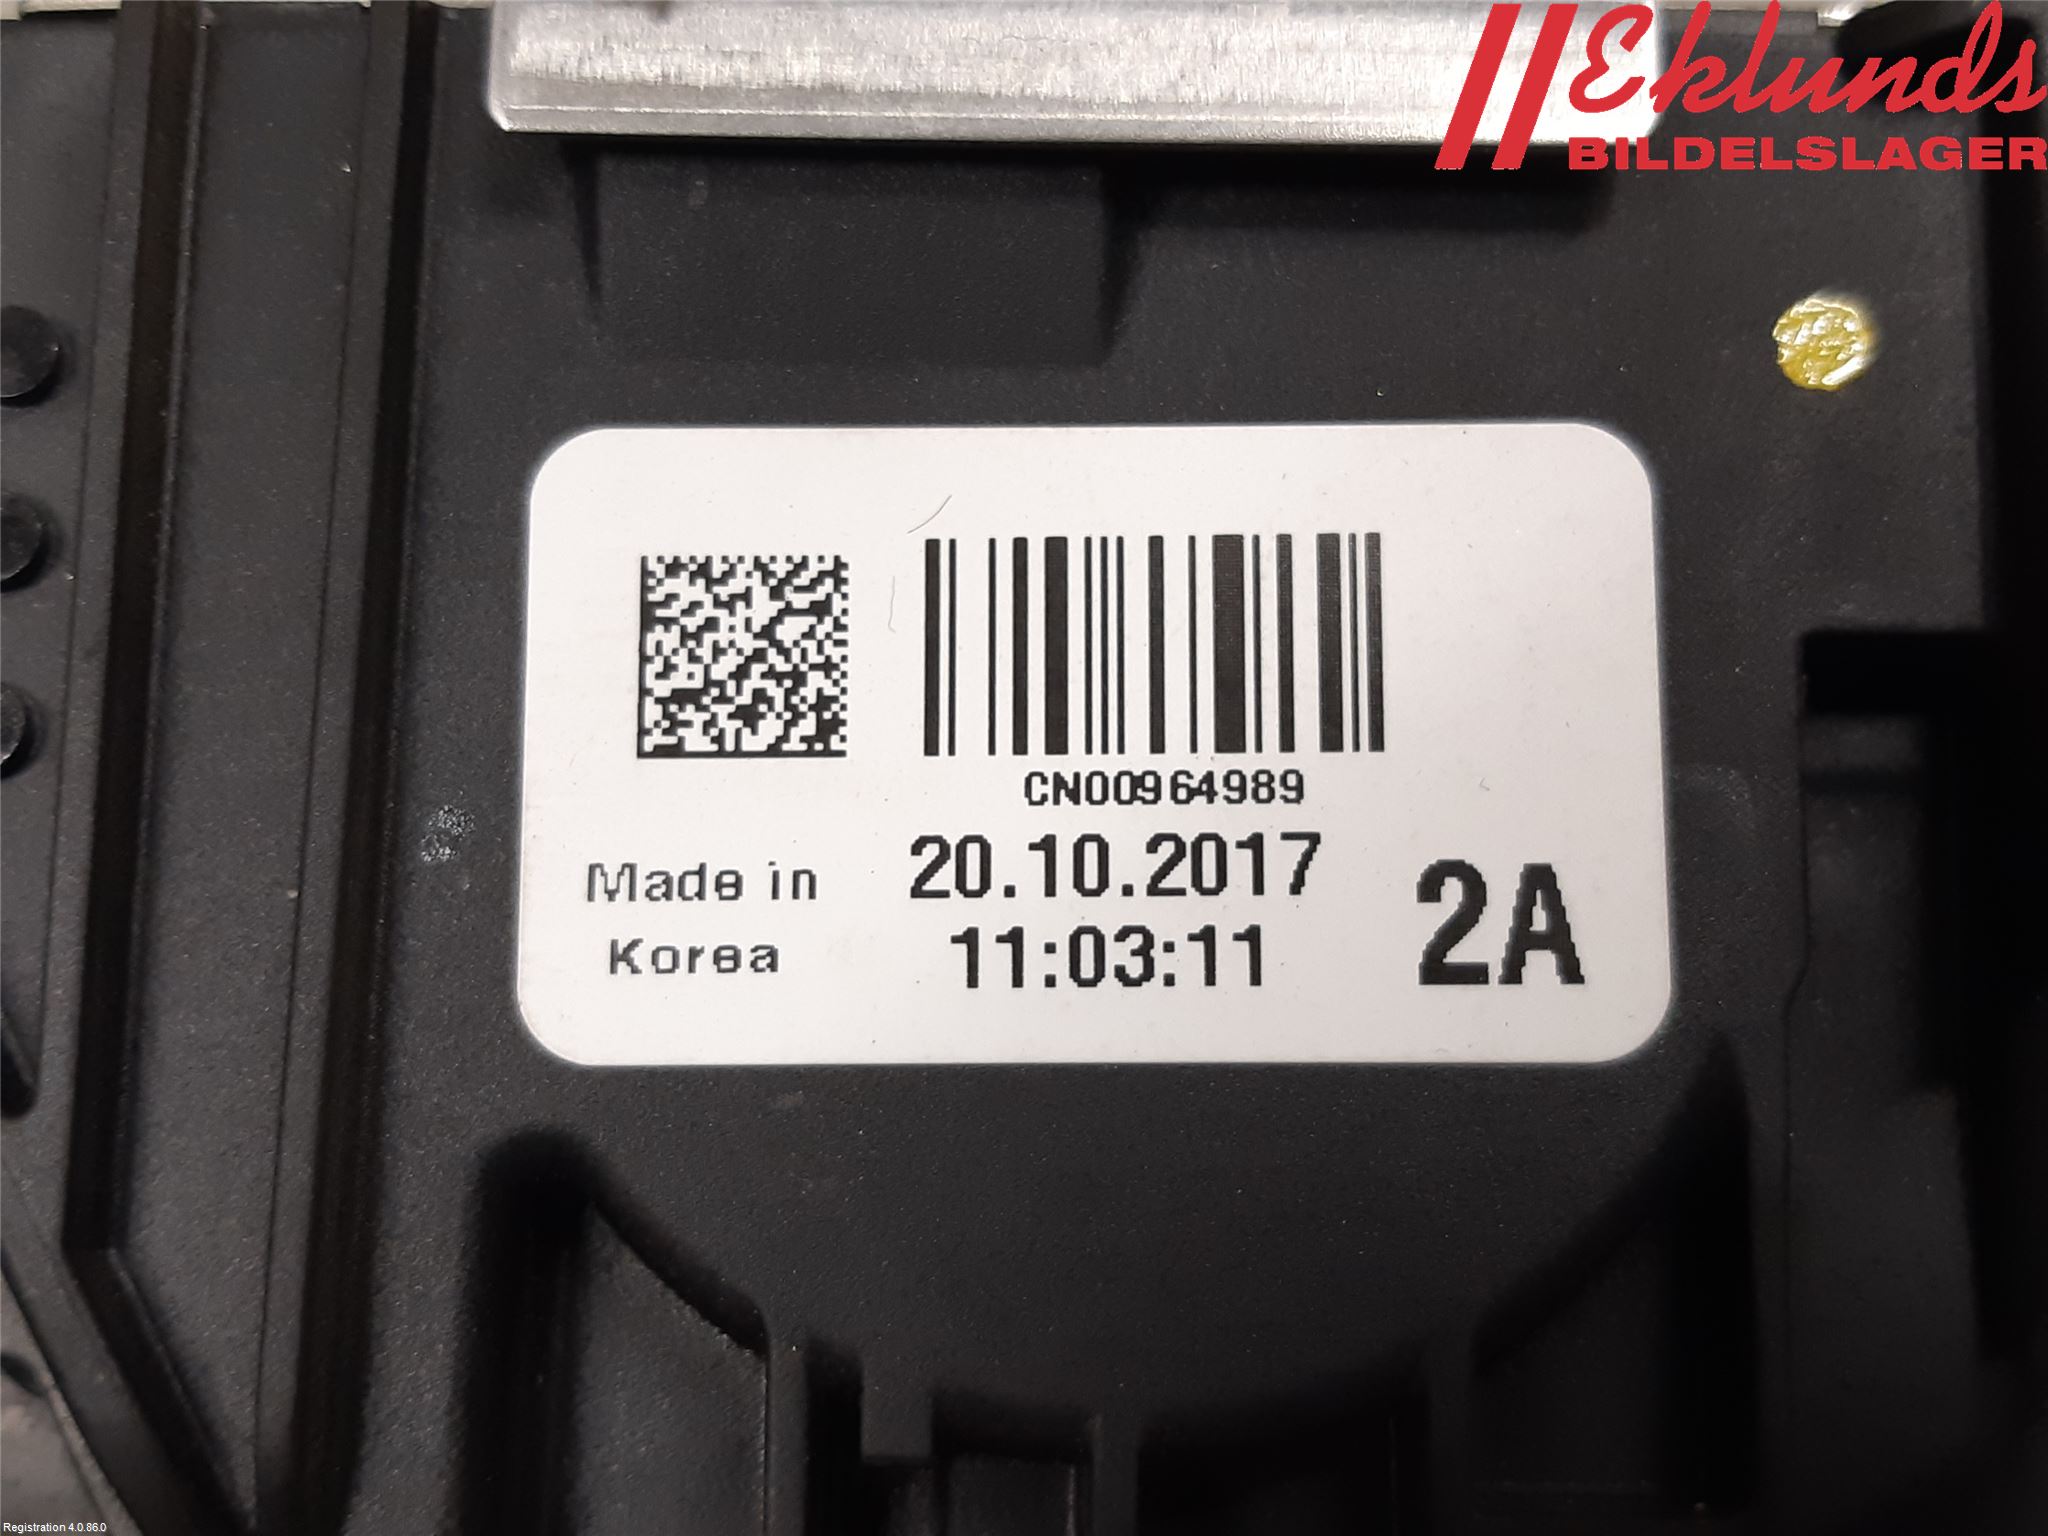 Eklunds
BILDELSLAGER
CN00964989
Made in
Korea
20.10.2017
11:03:11
2A
Registration 4.0.86.0